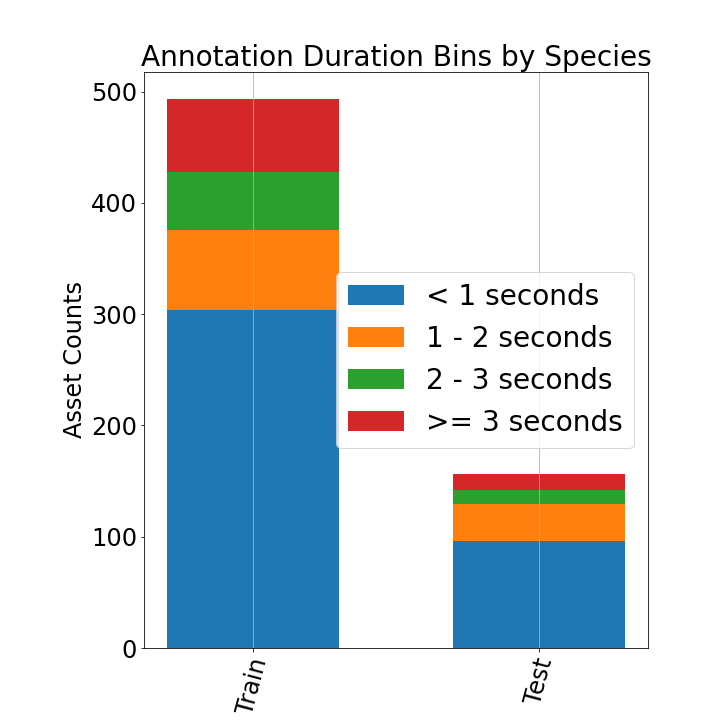 Annotation Duration Bins by Species
500
400
300
200
100
0
Asset Counts
< 1 seconds
1 - 2 seconds
2 - 3 seconds
>= 3 seconds
Train
Test